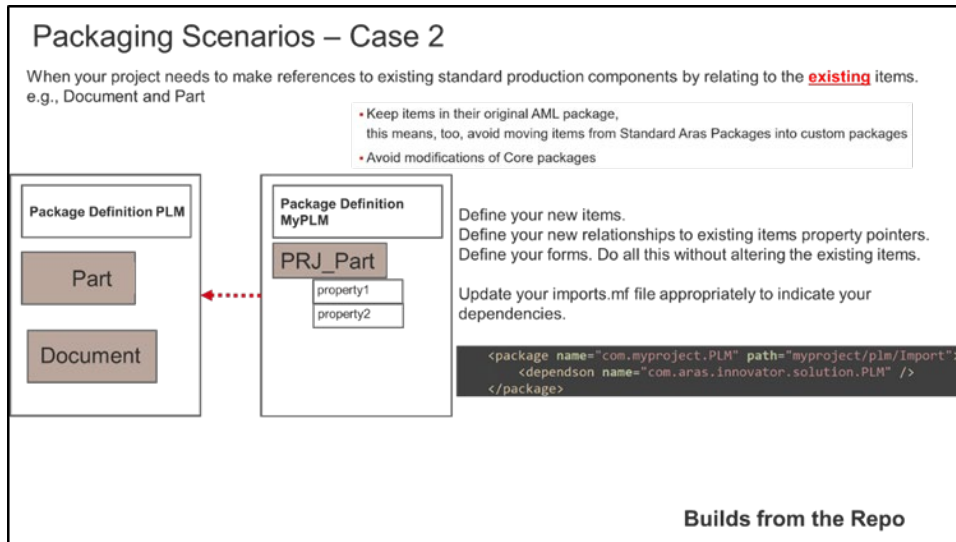 Packaging Scenarios – Case 2
When your project needs to make references to existing standard production components by relating to the existing items.
e.g., Document and Part
• Keep items in their original AML package,
this means, too, avoid moving items from Standard Aras Packages into custom packages
• Avoid modifications of Core packages
Package Definition PLM
Part
Document
Package Definition
MyPLM
PRJ_Part
property1
property2
Define your new items.
Define your new relationships to existing items property pointers.
Define your forms. Do all this without altering the existing items.
Update your imports.mf file appropriately to indicate your
dependencies.
<package name="com.myproject.PLM" path="myproject/plm/Import">
<dependson name="com.aras.innovator.solution.PLM" />
</package>
Builds from the Repo